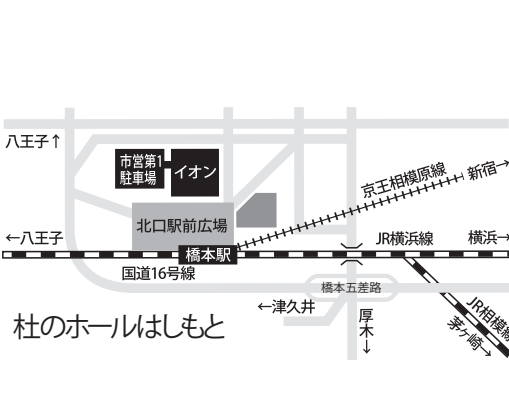 八王子↑
市営第1
駐車場
イオン
京王相模原線
新宿→
北口駅前広場
←八王子
橋本駅
JR横浜線
横浜→
国道16号線
橋本五差路
←津久井
厚木↓
JR相模線
茅ヶ崎→
杜のホールはしもと